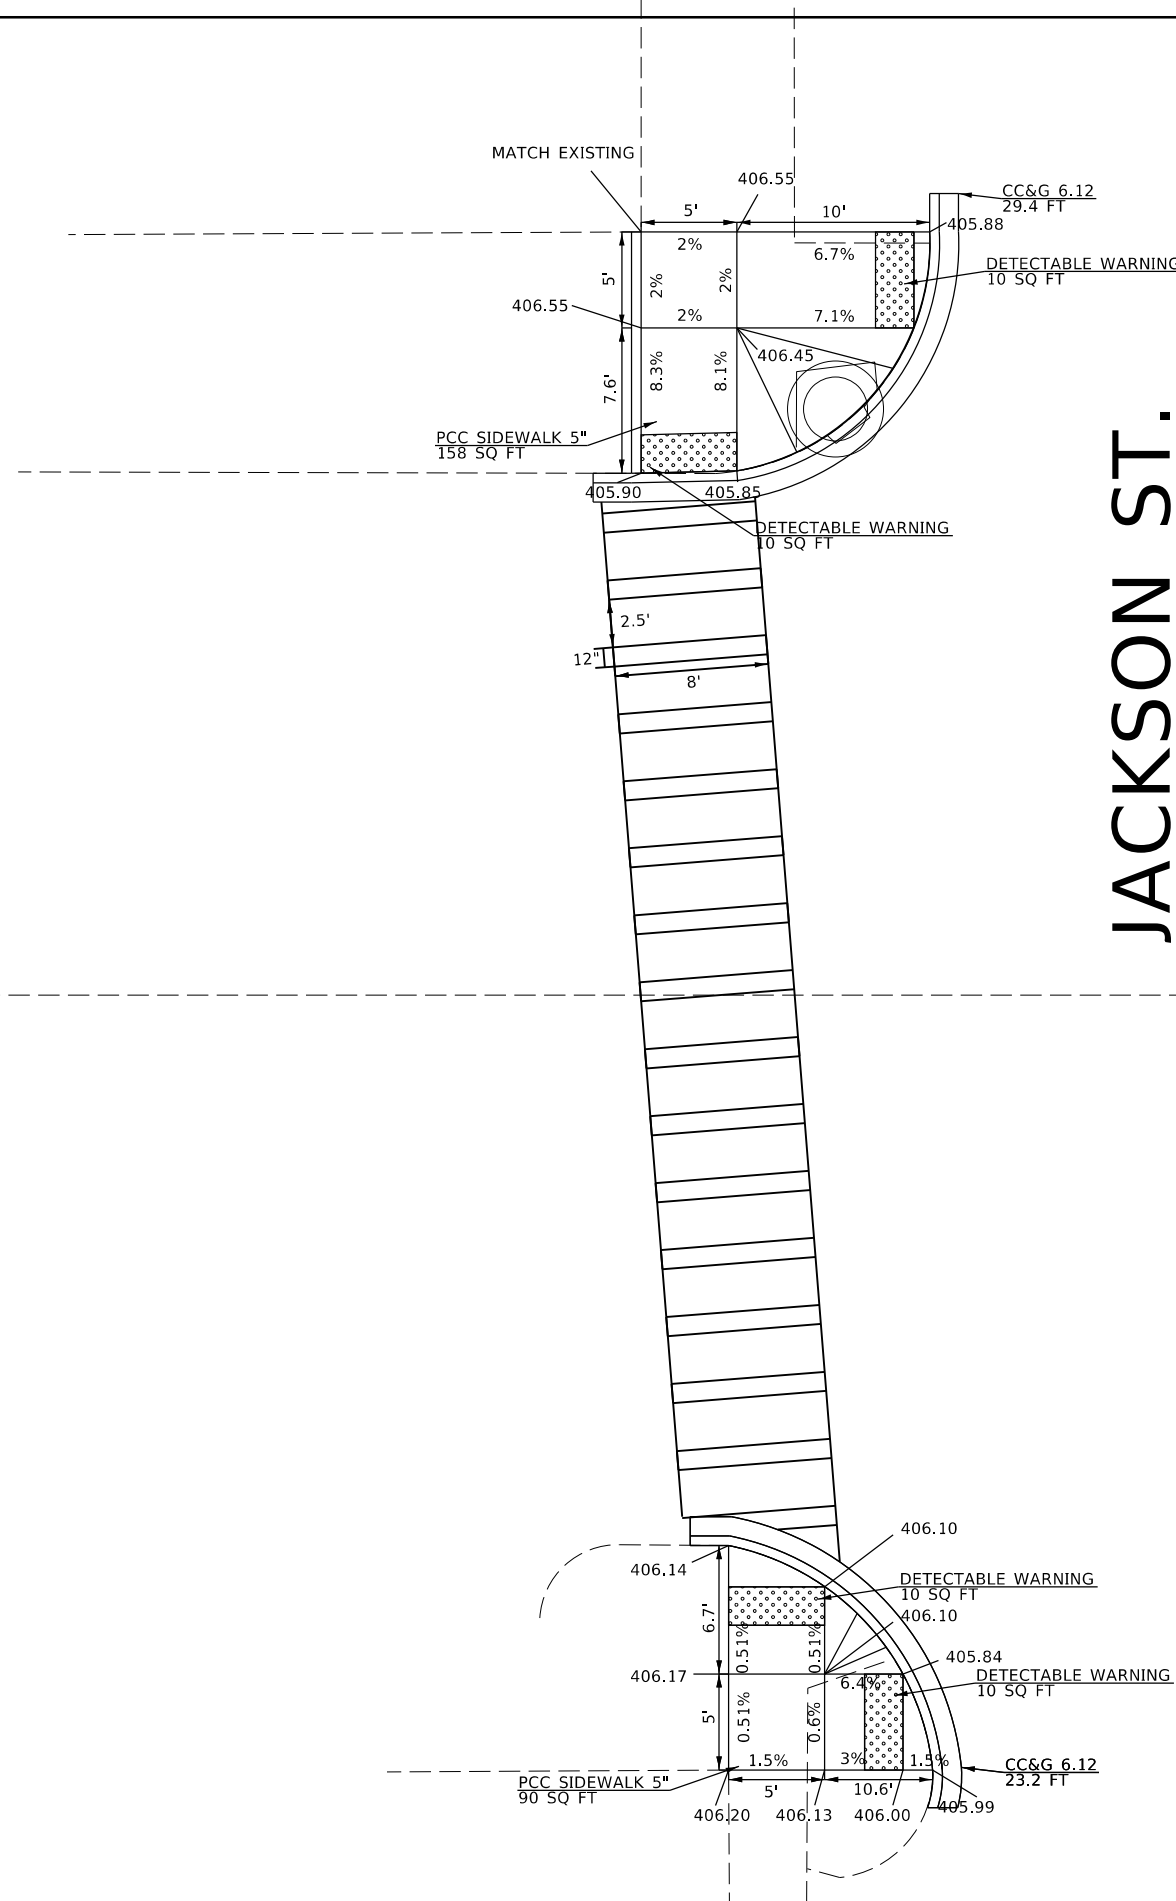 MATCH EXISTING
406.55
CC&G 6.12
29.4 FT
5'
10'
405.88
2%
6.7%
DETECTABLE WARNING
10 SQ FT
5'
2%
2%
406.55
2%
7.1%
406.45
7.6'
8.3%
8.1%
PCC SIDEWALK 5"
158 SQ FT
405.90
405.85
DETECTABLE WARNING
10 SQ FT
JACKSON ST.
2.5'
12"
8'
406.10
406.14
DETECTABLE WARNING
10 SQ FT
6.7'
406.10
0.51%
0.51%
405.84
406.17
6.4%
DETECTABLE WARNING
10 SQ FT
5'
0.51%
0.6%
1.5%
3%
1.5%
CC&G 6.12
23.2 FT
PCC SIDEWALK 5"
90 SQ FT
5'
10.6'
406.20
406.13
406.00
405.99